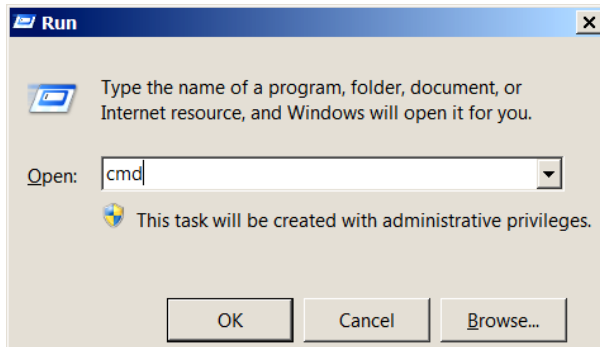 Run
Type the name of a program, folder, document, or
Internet resource, and Windows will open it for you.
Open: cmd
This task will be created with administrative privileges.
OK Cancel Browse...